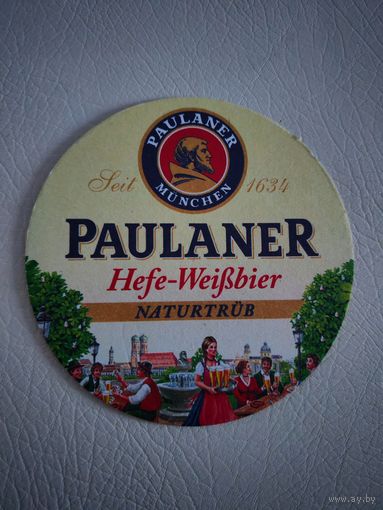 PAULANER
MÜNCHEN
Seit 1634
PAULANER
Hefe-Weißbier
NATURTRÜB
www.ay.by